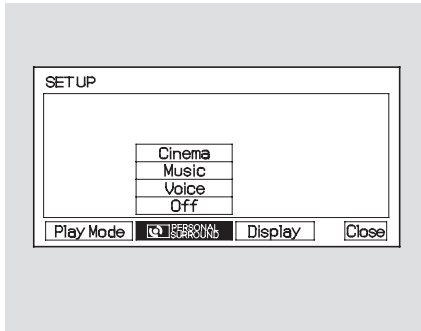 SETUP
Cinema
Music
Voice
Off
Play Mode PERSONAL SURROUND Display Close